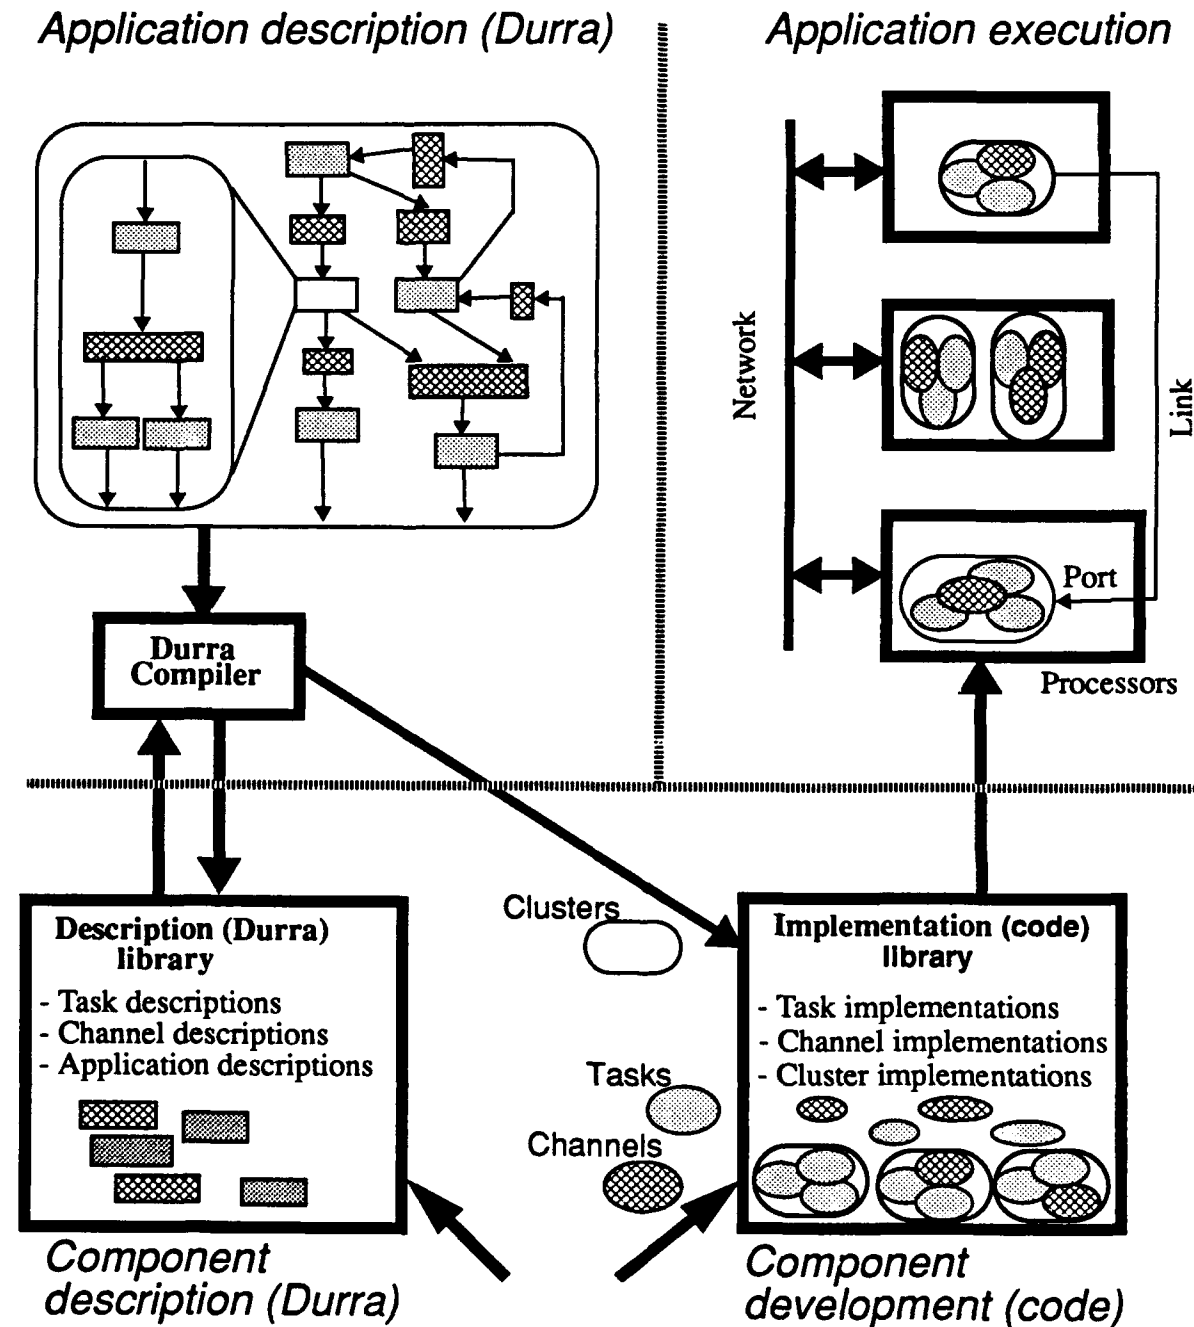 Application description (Durra)
Application execution
Network
Link
Port
Processors
Durra
Compiler
Description (Durra)
library
- Task descriptions
- Channel descriptions
- Application descriptions
Clusters
Tasks
Channels
Implementation (code)
library
- Task implementations
- Channel implementations
- Cluster implementations
Component
description (Durra)
Component
development (code)